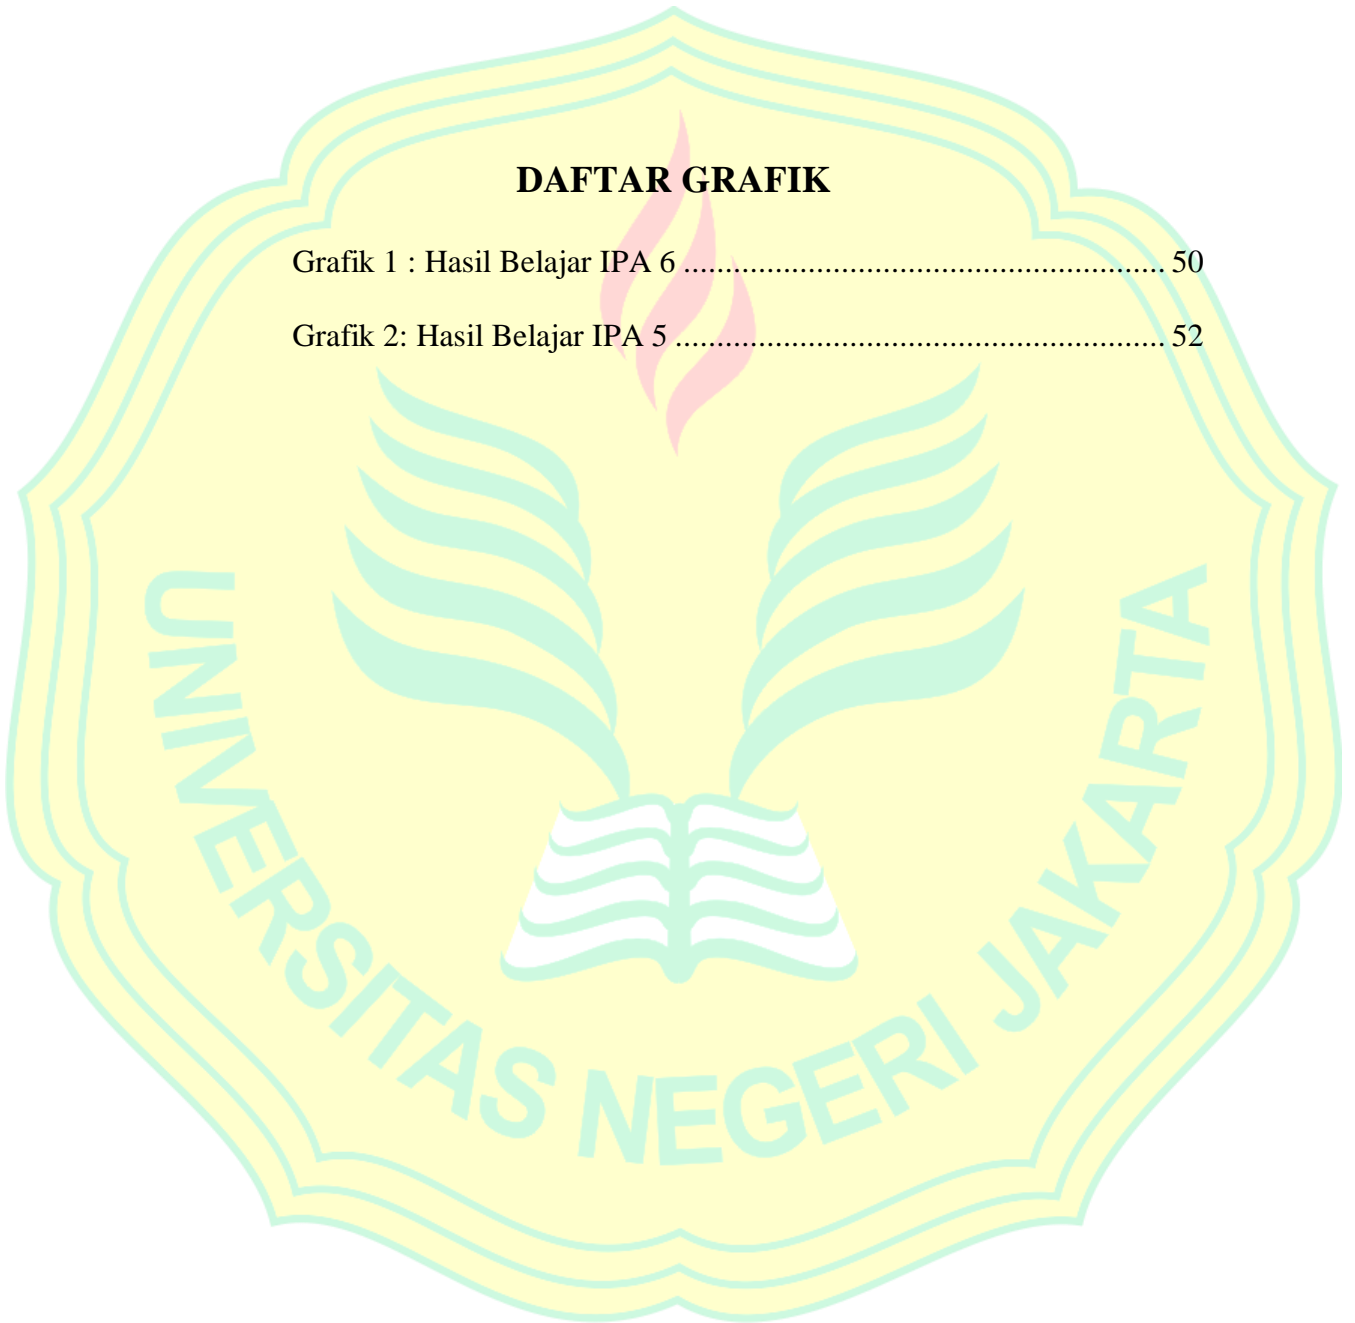 DAFTAR GRAFIK
Grafik 1 : Hasil Belajar IPA 6 .......................................................... 50
Grafik 2: Hasil Belajar IPA 5 ........................................................... 52
UNIVERSITAS NEGERI JAKARTA